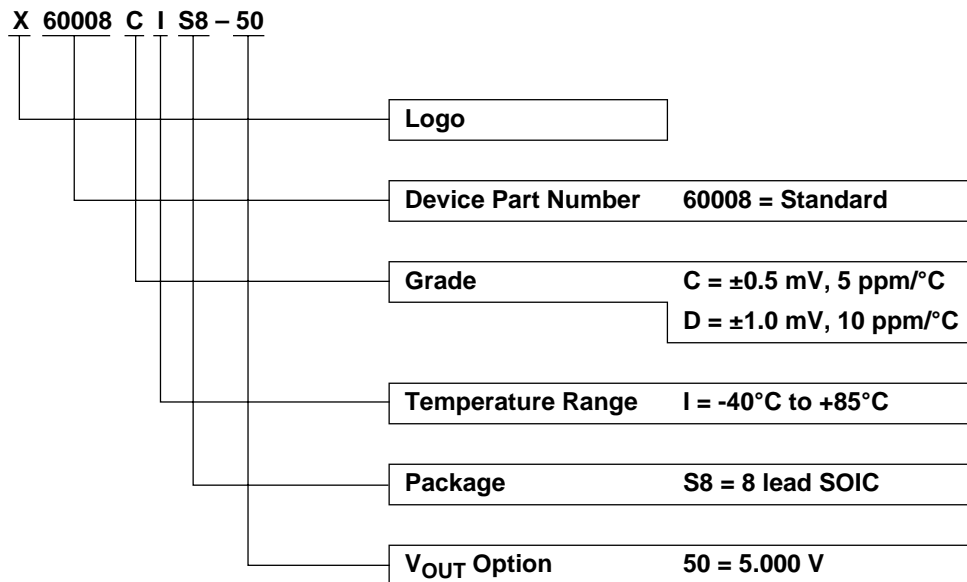 X 60008 C I S8 – 50
Logo
Device Part Number 60008 = Standard
Grade C = ±0.5 mV, 5 ppm/°C
D = ±1.0 mV, 10 ppm/°C
Temperature Range I = -40°C to +85°C
Package S8 = 8 lead SOIC
VOUT Option 50 = 5.000 V